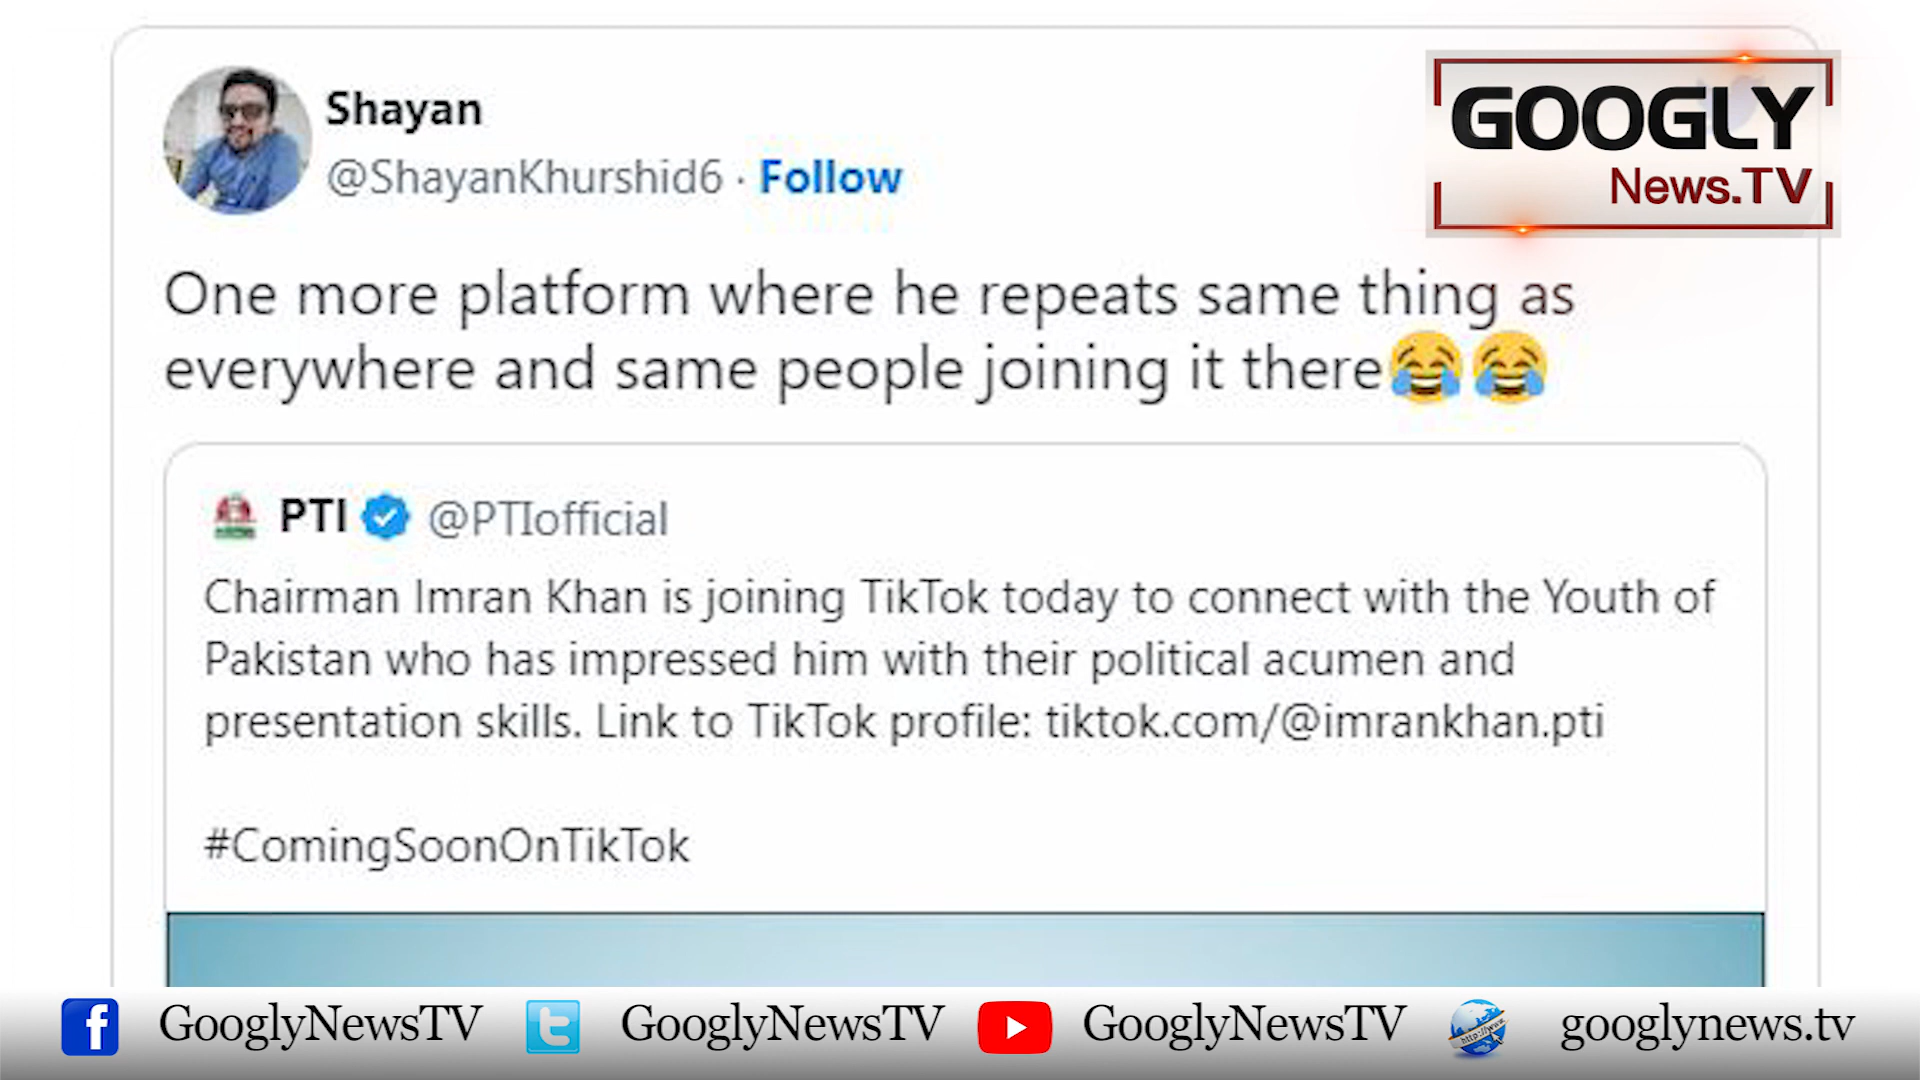 Shayan
@ShayanKhurshid6 · Follow
GOOGLY
News.TV
One more platform where he repeats same thing as
everywhere and same people joining it there😂😂
PTI @PTIofficial
Chairman Imran Khan is joining TikTok today to connect with the Youth of
Pakistan who has impressed him with their political acumen and
presentation skills. Link to TikTok profile: tiktok.com/@imrankhan.pti
#ComingSoonOnTikTok
GooglyNewsTV GooglyNewsTV GooglyNewsTV googlynews.tv